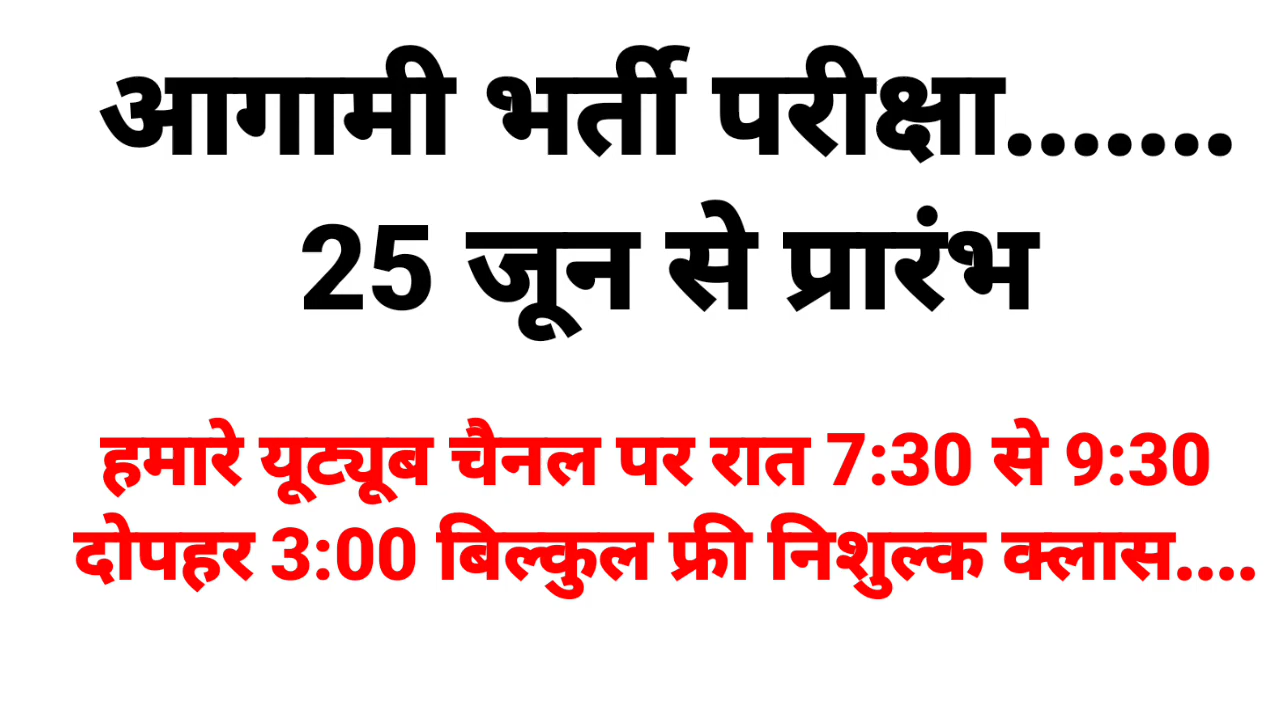 आगामी भर्ती परीक्षा.......
25 जून से प्रारंभ
हमारे यूट्यूब चैनल पर रात 7:30 से 9:30
दोपहर 3:00 बिल्कुल फ्री निशुल्क क्लास....